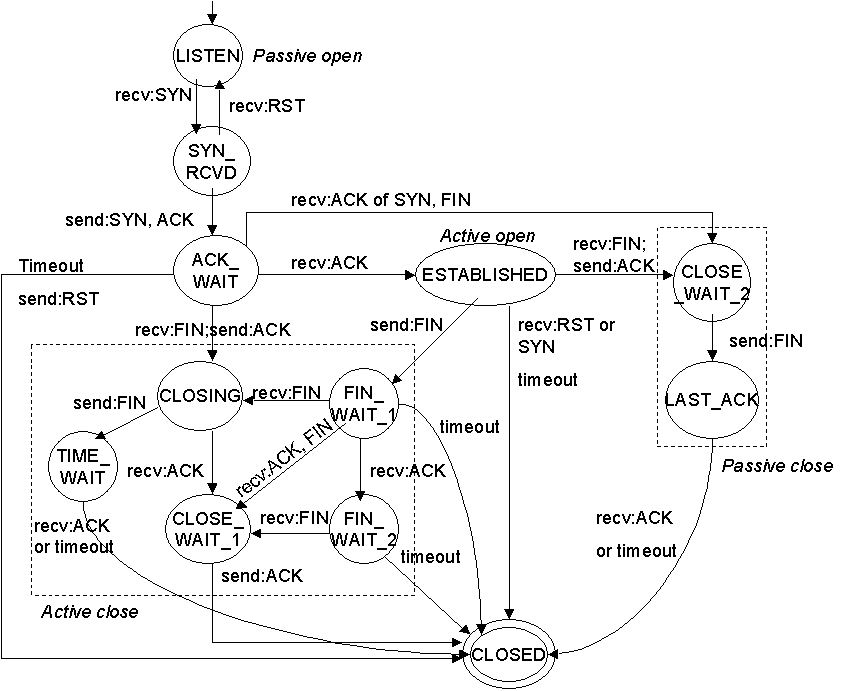 LISTEN
Passive open
recv:SYN
recv:RST
SYN_
RCVD
send:SYN, ACK
recv:ACK of SYN, FIN
Active open
Timeout
send:RST
ACK_
WAIT
recv:ACK
ESTABLISHED
recv:FIN;
send:ACK
CLOSE
_WAIT_2
recv:FIN;send:ACK
send:FIN
recv:RST or
SYN
timeout
send:FIN
CLOSING
recv:FIN
FIN_
WAIT_1
LAST_ACK
send:FIN
timeout
TIME_
WAIT
recv:ACK
recv:ACK, FIN
recv:ACK
Passive close
CLOSE_
WAIT_1
recv:FIN
FIN_
WAIT_2
recv:ACK
or timeout
timeout
recv:ACK
or timeout
send:ACK
Active close
CLOSED